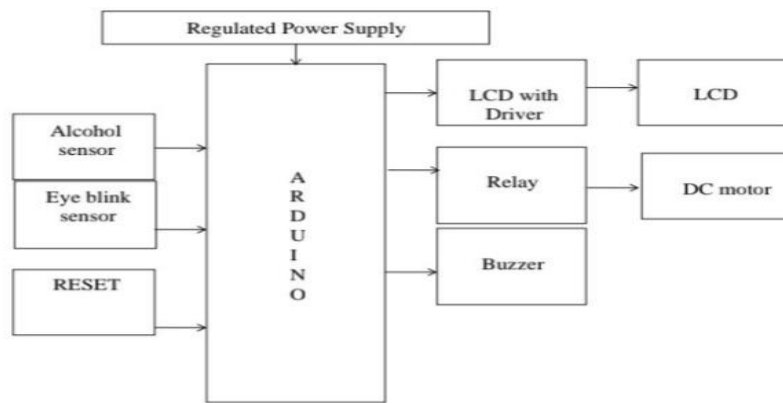 Regulated Power Supply
Alcohol
sensor
Eye blink
sensor
RESET
A
R
D
U
I
N
O
LCD with
Driver
LCD
Relay
DC motor
Buzzer